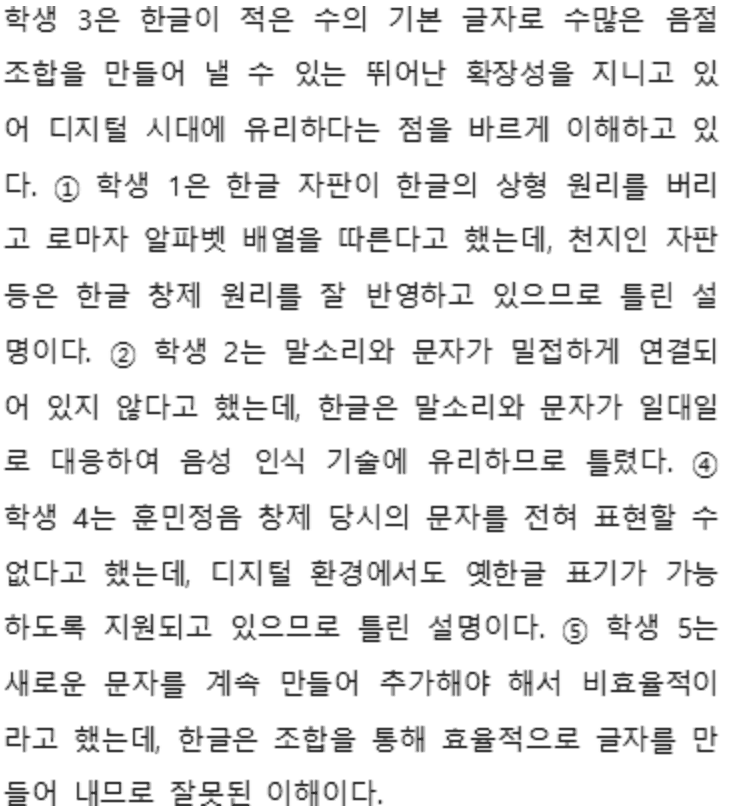 학생 3은 한글이 적은 수의 기본 글자로 수많은 음절
조합을 만들어 낼 수 있는 뛰어난 확장성을 지니고 있
어 디지털 시대에 유리하다는 점을 바르게 이해하고 있
다. ① 학생 1은 한글 자판이 한글의 상형 원리를 버리
고 로마자 알파벳 배열을 따른다고 했는데, 천지인 자판
등은 한글 창제 원리를 잘 반영하고 있으므로 틀린 설
명이다. ② 학생 2는 말소리와 문자가 밀접하게 연결되
어 있지 않다고 했는데, 한글은 말소리와 문자가 일대일
로 대응하여 음성 인식 기술에 유리하므로 틀렸다. ④
학생 4는 훈민정음 창제 당시의 문자를 전혀 표현할 수
없다고 했는데, 디지털 환경에서도 옛한글 표기가 가능
하도록 지원되고 있으므로 틀린 설명이다. ⑤ 학생 5는
새로운 문자를 계속 만들어 추가해야 해서 비효율적이
라고 했는데, 한글은 조합을 통해 효율적으로 글자를 만
들어 내므로 잘못된 이해이다.